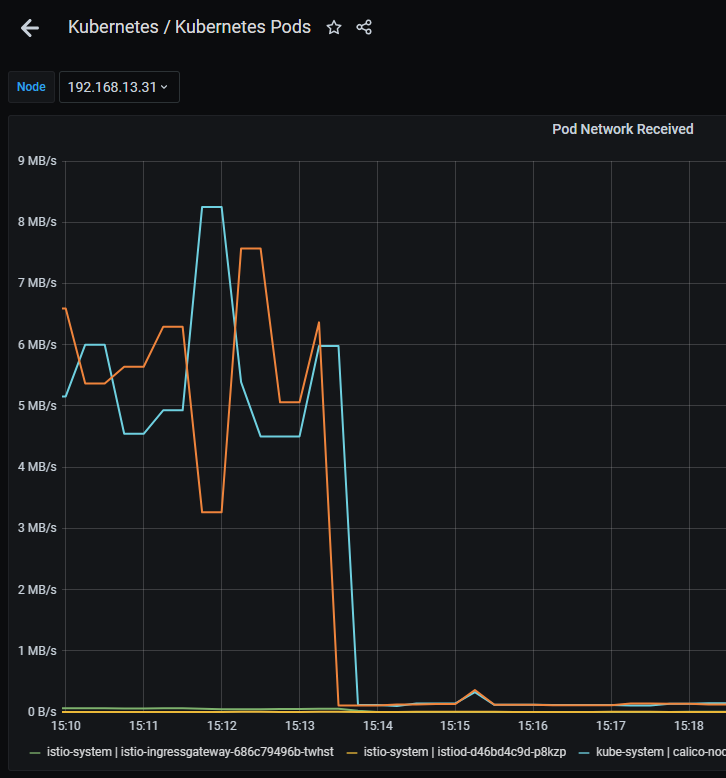 Kubernetes / Kubernetes Pods
Node 192.168.13.31
Pod Network Received
9 MB/s
8 MB/s
7 MB/s
6 MB/s
5 MB/s
4 MB/s
3 MB/s
2 MB/s
1 MB/s
0 B/s
15:10 15:11 15:12 15:13 15:14 15:15 15:16 15:17 15:18
istio-system | istio-ingressgateway-686c79496b-twhst istio-system | istiod-d46bd4c9d-p8kzp kube-system | calico-noc